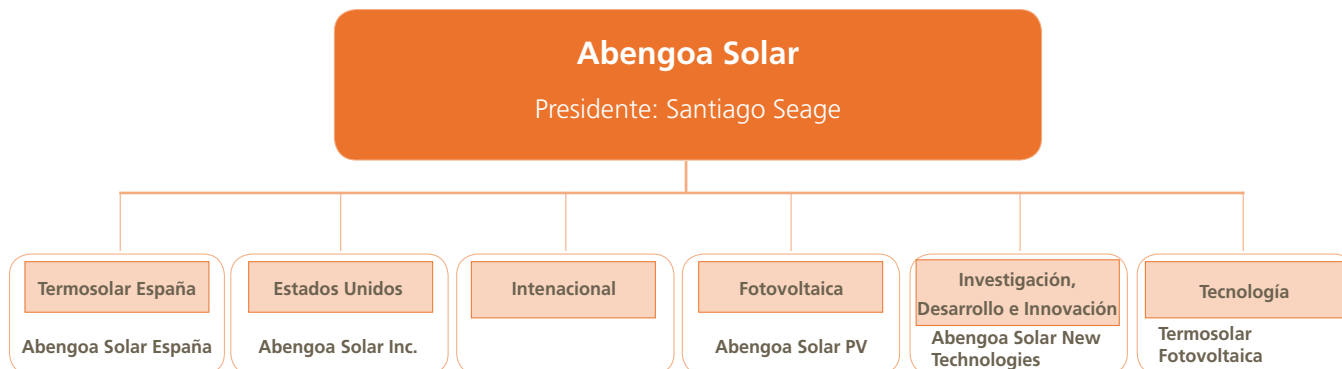 Abengoa Solar
Presidente: Santiago Seage
Termosolar España
Abengoa Solar España
Estados Unidos
Abengoa Solar Inc.
Intenacional
Fotovoltaica
Abengoa Solar PV
Investigación,
Desarrollo e Innovación
Abengoa Solar New
Technologies
Tecnología
Termosolar
Fotovoltaica